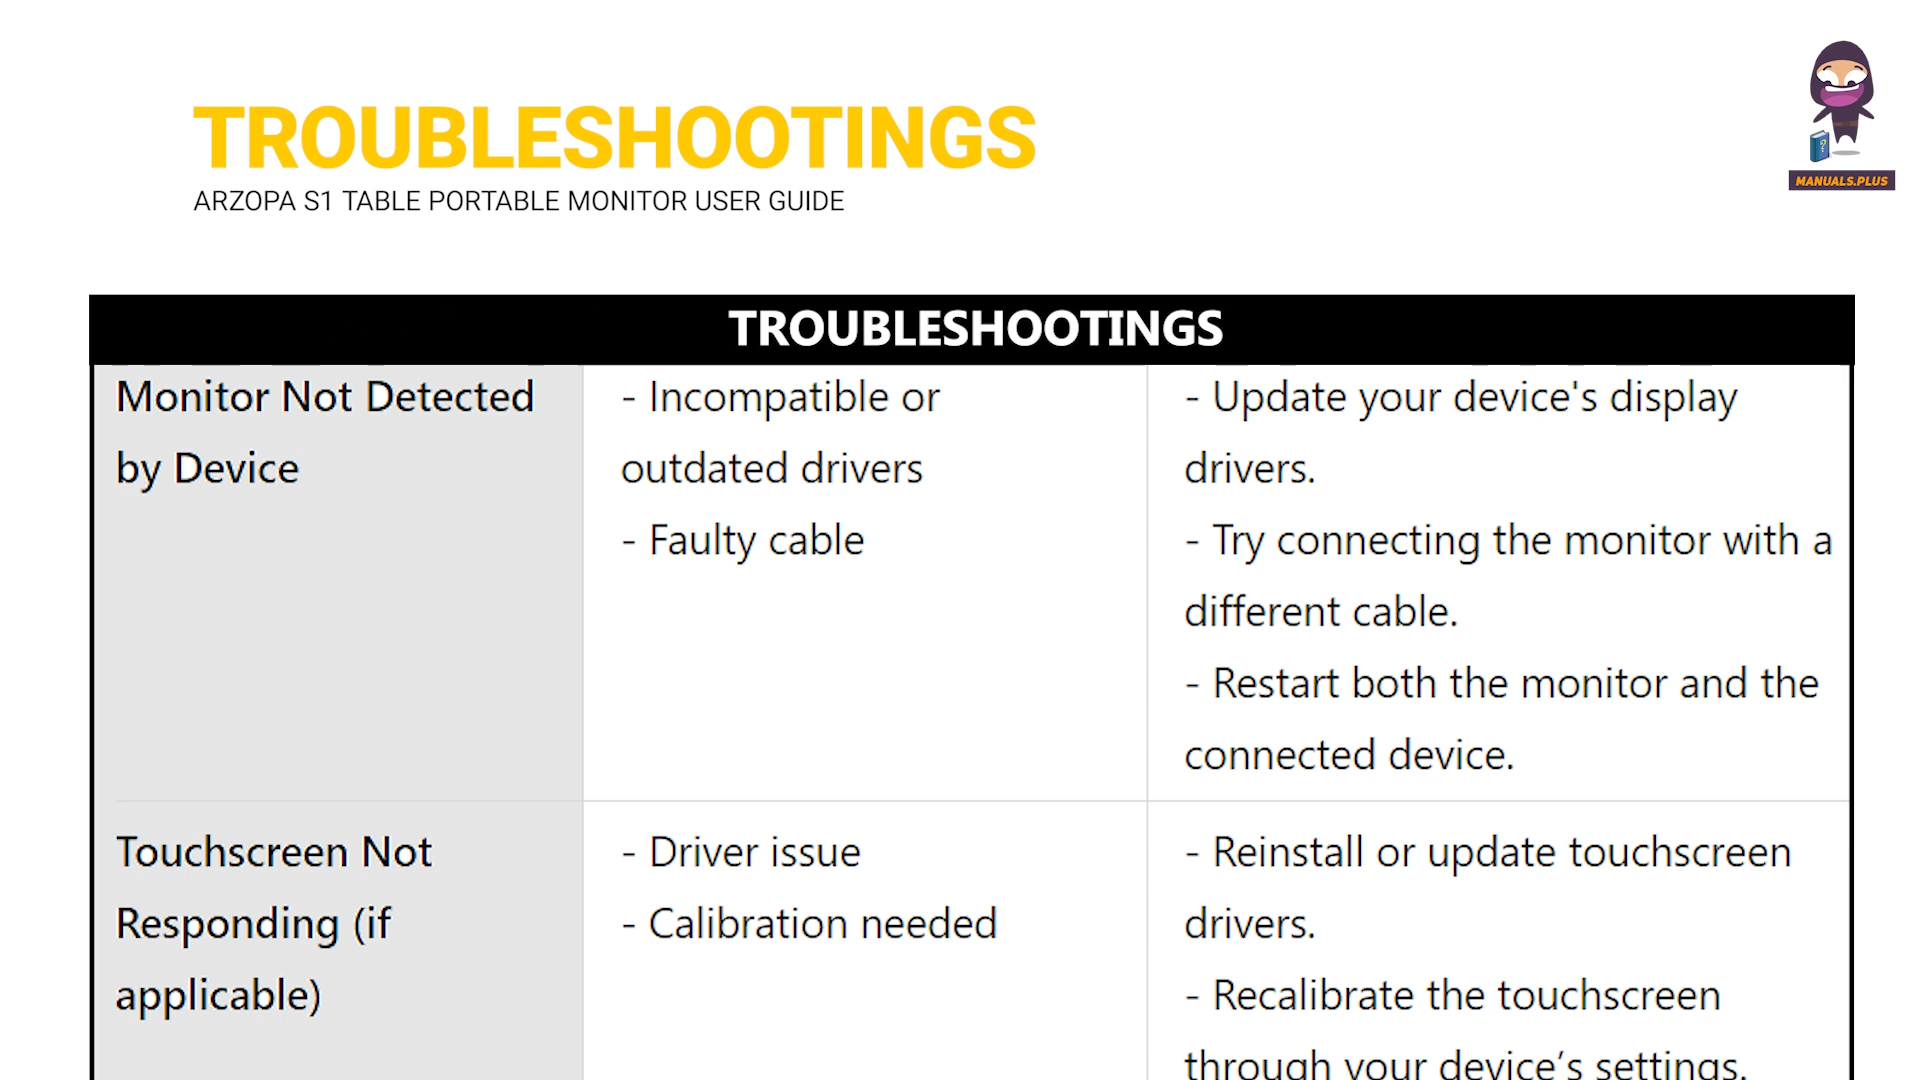 TROUBLESHOOTINGS
ARZOPA S1 TABLE PORTABLE MONITOR USER GUIDE
?
MANUALS.PLUS
TROUBLESHOOTINGS
Monitor Not Detected
by Device
- Incompatible or
outdated drivers
- Faulty cable
- Update your device's display
drivers.
- Try connecting the monitor with a
different cable.
- Restart both the monitor and the
connected device.
Touchscreen Not
Responding (if
applicable)
- Driver issue
- Calibration needed
- Reinstall or update touchscreen
drivers.
- Recalibrate the touchscreen
through your device’s settings.